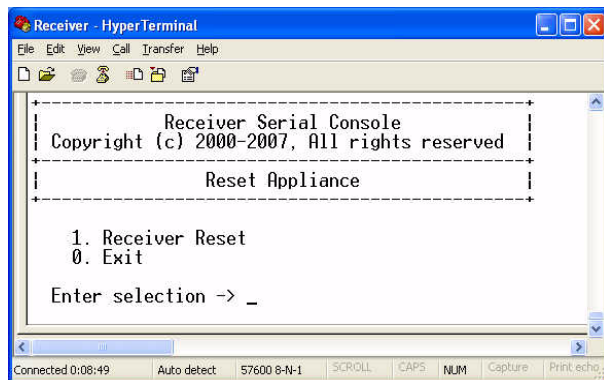 Receiver - HyperTerminal
File Edit View Call Transfer Help
Receiver Serial Console
Copyright (c) 2000-2007, All rights reserved
Reset Appliance
1. Receiver Reset
0. Exit
Enter selection -> _
Connected 0:08:49 Auto detect 57600 8-N-1 SCROLL CAPS NUM Capture Print echo